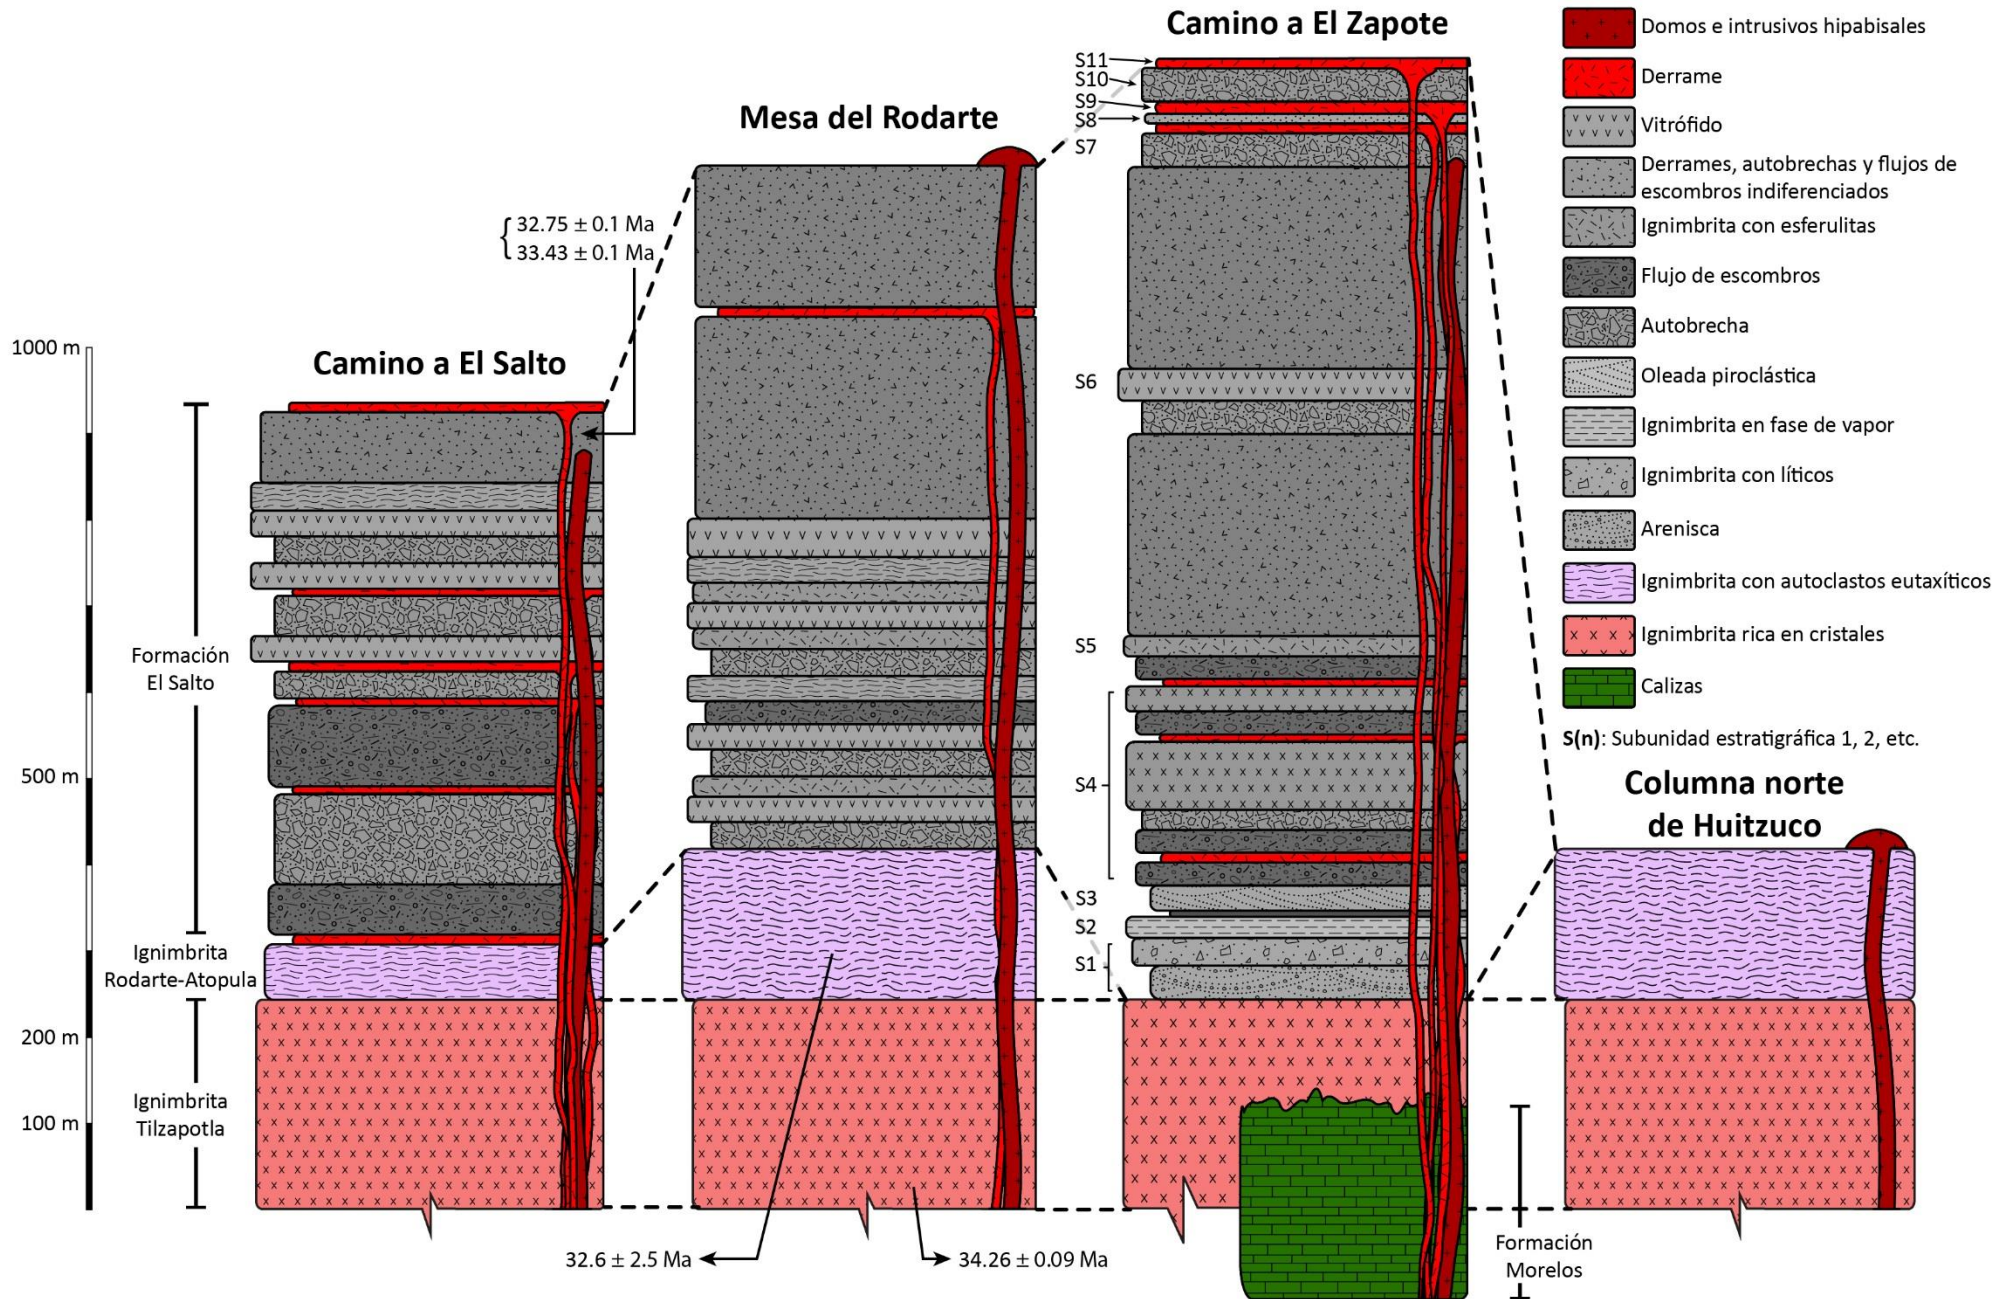 Camino a El Zapote
Mesa del Rodarte
Camino a El Salto
Columna norte
de Huitzuco
1000 m
500 m
200 m
100 m
Formación
El Salto
Ignimbrita
Rodarte-Atopula
Ignimbrita
Tilzapotla
32.75 ± 0.1 Ma
33.43 ± 0.1 Ma
32.6 ± 2.5 Ma
34.26 ± 0.09 Ma
S11
S10
S9
S8
S7
S6
S5
S4
S3
S2
S1
Formación
Morelos
Domos e intrusivos hipabisales
Derrame
Vitrófido
Derrames, autobrechas y flujos de
escombros indiferenciados
Ignimbrita con esferulitas
Flujo de escombros
Autobrecha
Oleada piroclástica
Ignimbrita en fase de vapor
Ignimbrita con líticos
Arenisca
Ignimbrita con autoclastos eutaxíticos
Ignimbrita rica en cristales
Calizas
S(n): Subunidad estratigráfica 1, 2, etc.